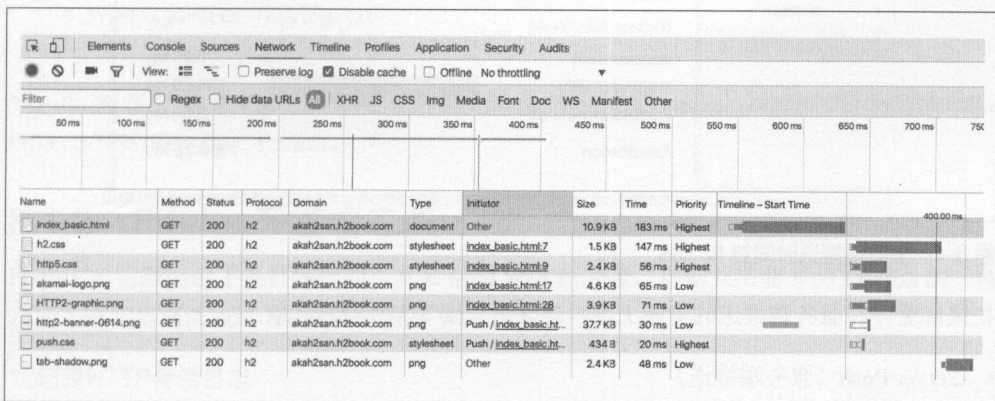 Elements Console Sources Network Timeline Profiles Application Security Audits
View: Preserve log Disable cache Offline No throttling
Filter Regex Hide data URLs All XHR JS CSS Img Media Font Doc WS Manifest Other
50 ms 100 ms 150 ms 200 ms 250 ms 300 ms 350 ms 400 ms 450 ms 500 ms 550 ms 600 ms 650 ms 700 ms 750
Name Method Status Protocol Domain Type Initiator Size Time Priority Timeline – Start Time
400.00 ms
index_basic.html GET 200 h2 akah2san.h2book.com document Other 10.9 KB 183 ms Highest
h2.css GET 200 h2 akah2san.h2book.com stylesheet index_basic.html:7 1.5 KB 147 ms Highest
http5.css GET 200 h2 akah2san.h2book.com stylesheet index_basic.html:9 2.4 KB 56 ms Highest
akamai-logo.png GET 200 h2 akah2san.h2book.com png index_basic.html:17 4.6 KB 65 ms Low
HTTP2-graphic.png GET 200 h2 akah2san.h2book.com png index_basic.html:28 3.9 KB 71 ms Low
http2-banner-0614.png GET 200 h2 akah2san.h2book.com png Push / index_basic.ht... 37.7 KB 30 ms Low
push.css GET 200 h2 akah2san.h2book.com stylesheet Push / index_basic.ht... 434 B 20 ms Highest
tab-shadow.png GET 200 h2 akah2san.h2book.com png Other 2.4 KB 48 ms Low